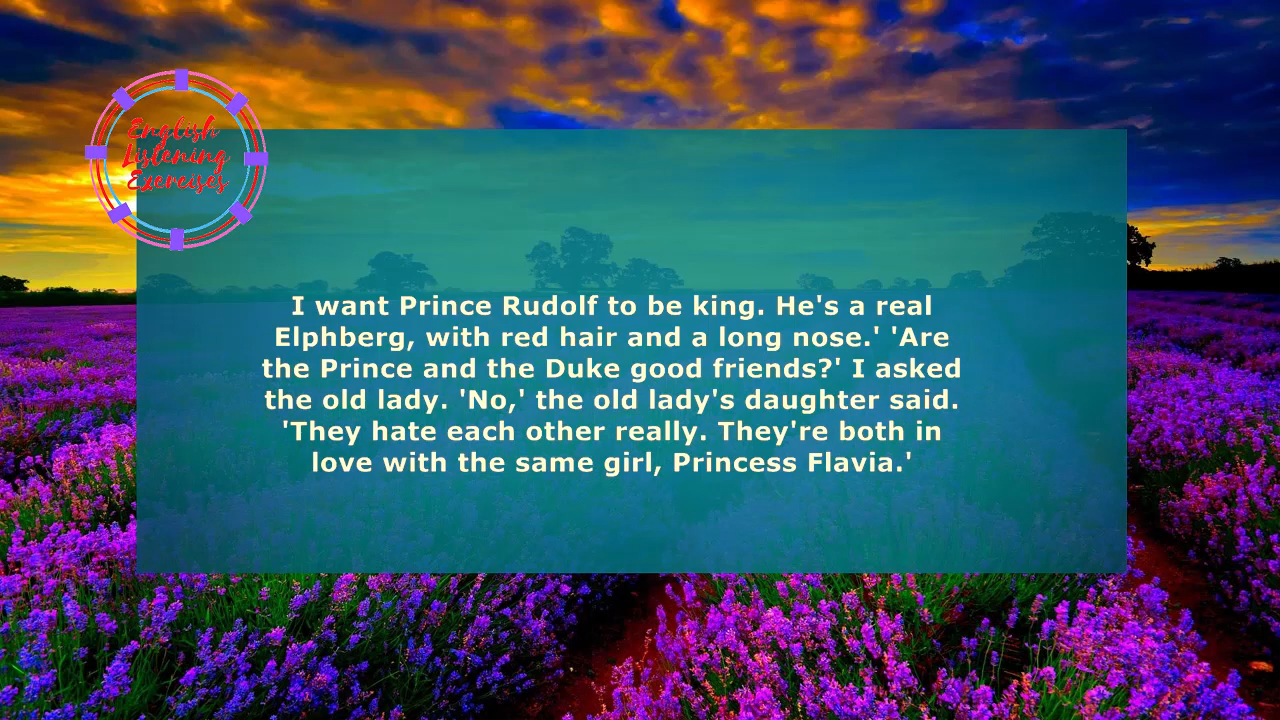 English
Listening
Exercises
I want Prince Rudolf to be king. He's a real
Elphberg, with red hair and a long nose.' 'Are
the Prince and the Duke good friends?' I asked
the old lady. 'No,' the old lady's daughter said.
'They hate each other really. They're both in
love with the same girl, Princess Flavia.'